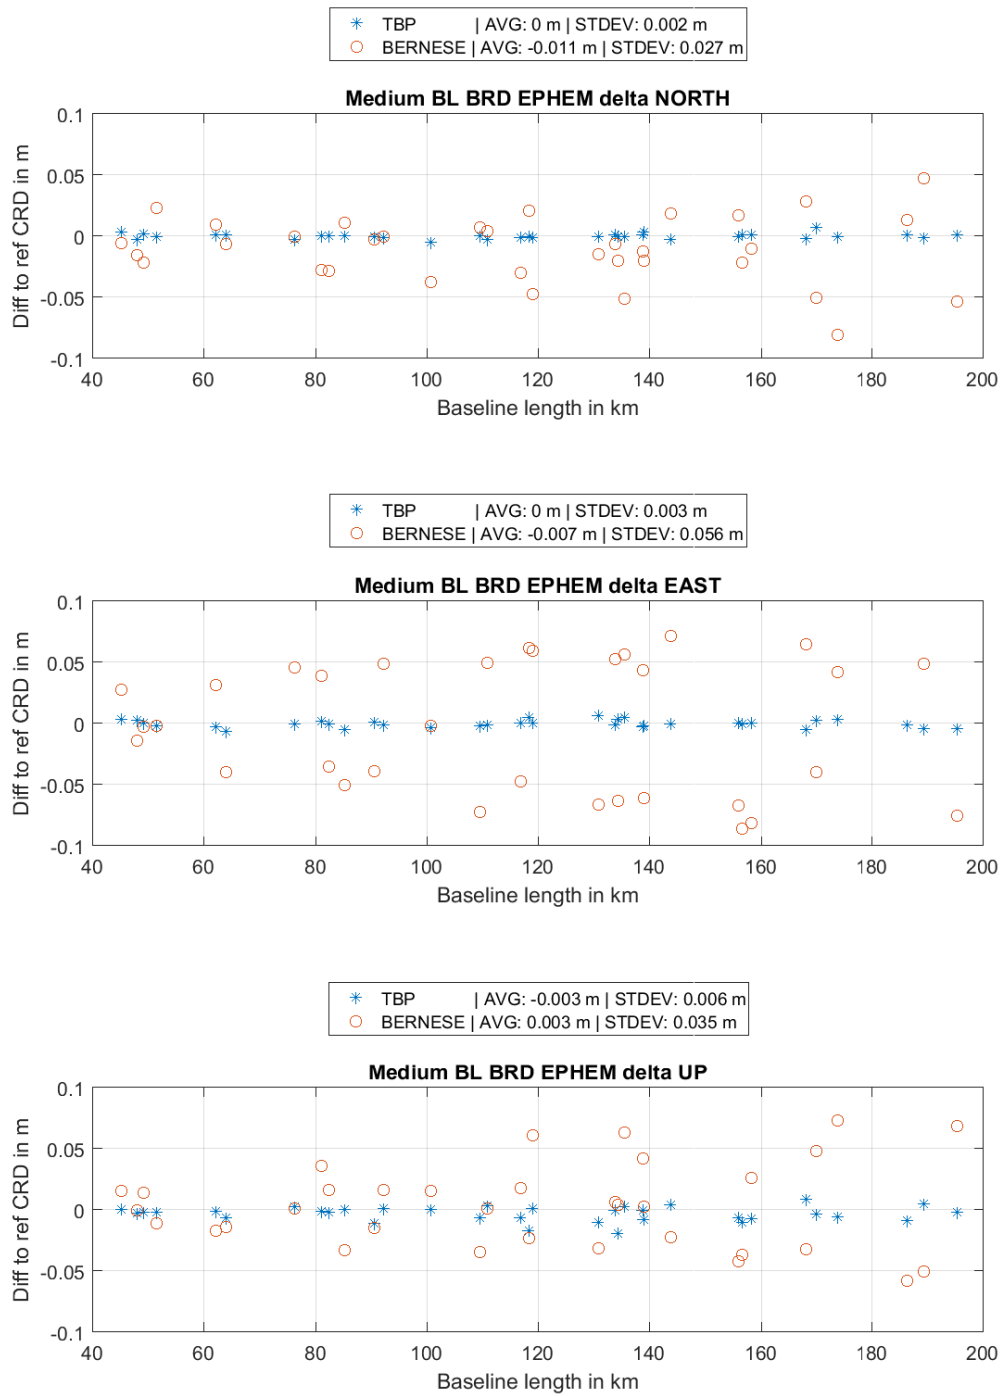 TBP | AVG: 0 m | STDEV: 0.002 m
BERNESE | AVG: -0.011 m | STDEV: 0.027 m
Medium BL BRD EPHEM delta NORTH
0.1
0.05
0
-0.05
-0.1
Diff to ref CRD in m
40 60 80 100 120 140 160 180 200
Baseline length in km
TBP | AVG: 0 m | STDEV: 0.003 m
BERNESE | AVG: -0.007 m | STDEV: 0.056 m
Medium BL BRD EPHEM delta EAST
0.1
0.05
0
-0.05
-0.1
Diff to ref CRD in m
40 60 80 100 120 140 160 180 200
Baseline length in km
TBP | AVG: -0.003 m | STDEV: 0.006 m
BERNESE | AVG: 0.003 m | STDEV: 0.035 m
Medium BL BRD EPHEM delta UP
0.1
0.05
0
-0.05
-0.1
Diff to ref CRD in m
40 60 80 100 120 140 160 180 200
Baseline length in km